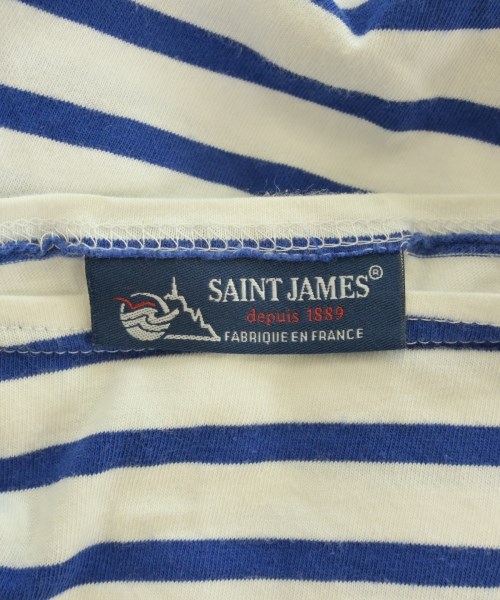 SAINT JAMES®
depuis 1889
FABRIQUE EN FRANCE